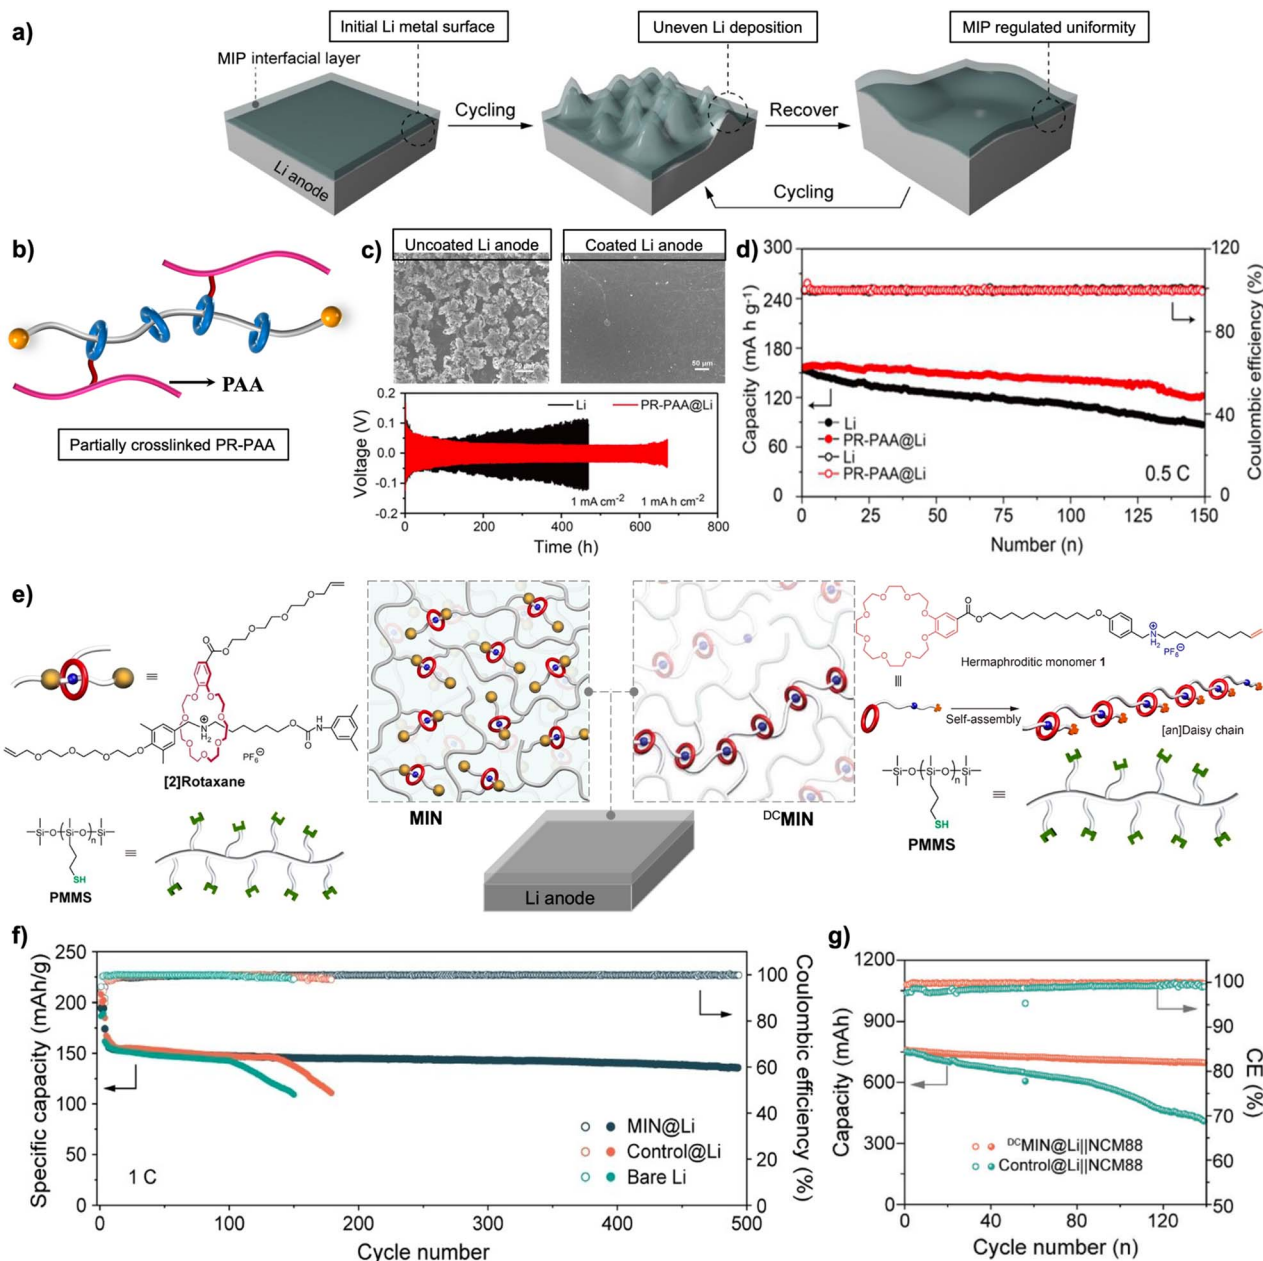 a)
Initial Li metal surface
Uneven Li deposition
MIP regulated uniformity
MIP interfacial layer
Cycling
Recover
Li anode
Cycling
b)
PAA
Partially crosslinked PR-PAA
c)
Uncoated Li anode
Coated Li anode
50 μm
50 μm
0.2
0.1
0.0
-0.1
-0.2
Voltage (V)
Li
PR-PAA@Li
1 mA cm⁻²
1 mA h cm⁻²
0
200
400
600
800
Time (h)
d)
300
240
180
120
60
0
Capacity (mA h g⁻¹)
120
80
40
0
Coulombic efficiency (%)
Li
PR-PAA@Li
Li
PR-PAA@Li
0.5 C
0
25
50
75
100
125
150
Number (n)
e)
[2]Rotaxane
PF₆⊖
PMMS
SH
MIN
ᴰᶜMIN
Li anode
Hermaphroditic monomer 1
PF₆⊖
Self-assembly
[an]Daisy chain
PMMS
SH
f)
250
200
150
100
50
0
Specific capacity (mAh/g)
100
80
60
40
20
0
Coulombic efficiency (%)
MIN@Li
Control@Li
Bare Li
1 C
0
100
200
300
400
500
Cycle number
g)
1200
900
600
300
0
Capacity (mAh)
100
90
80
70
60
50
CE (%)
ᴰᶜMIN@Li||NCM88
Control@Li||NCM88
0
40
80
120
Cycle number (n)